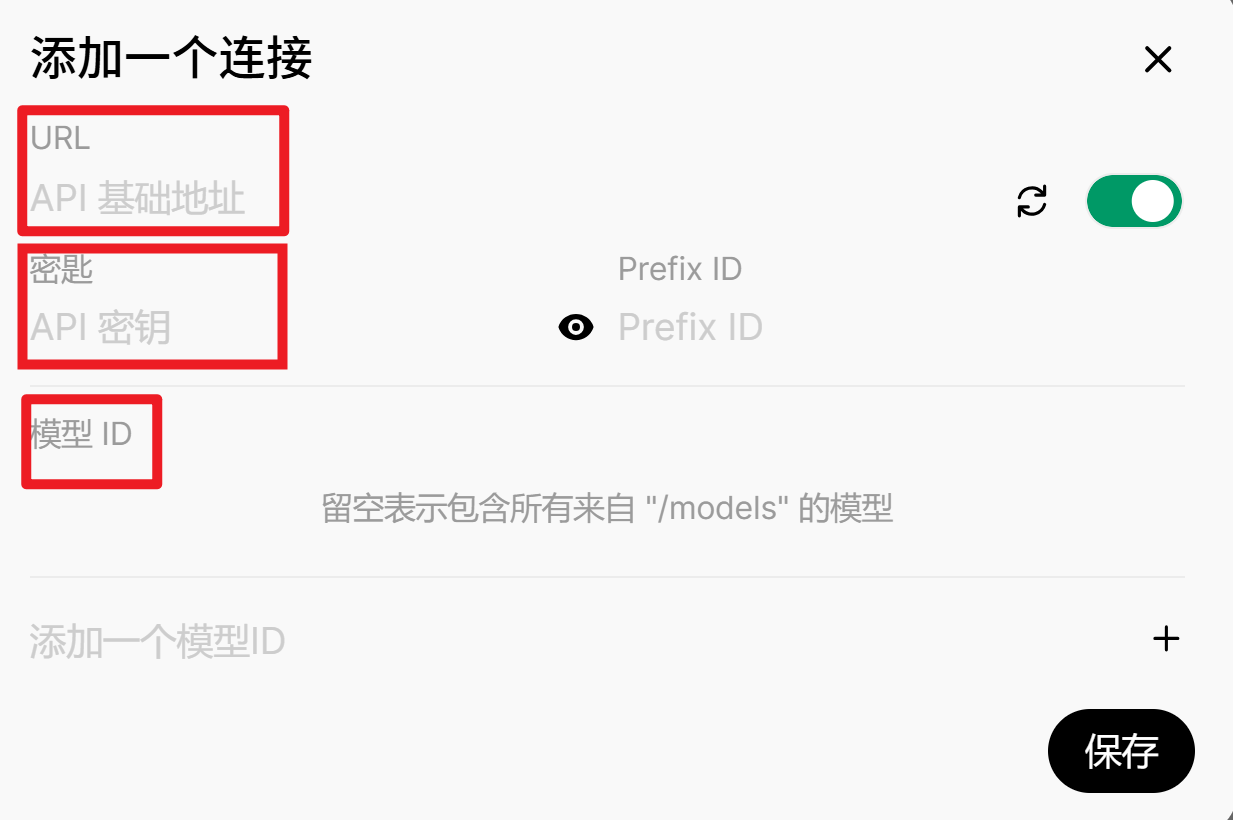 添加一个连接
URL
API 基础地址
密匙
Prefix ID
API 密钥
Prefix ID
模型 ID
留空表示包含所有来自 "/models" 的模型
添加一个模型ID
保存